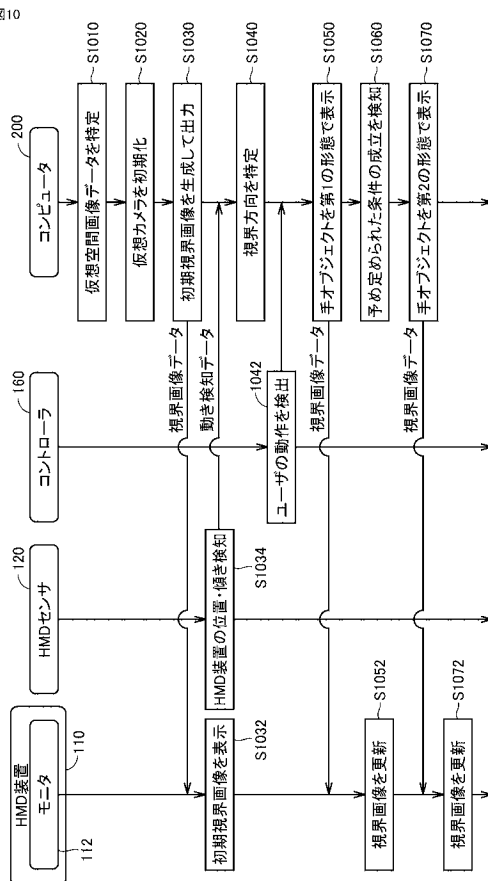 図10
HMD装置
モニタ
110
112
HMDセンサ
120
コントローラ
160
コンピュータ
200
仮想空間画像データを特定
S1010
仮想カメラを初期化
S1020
初期視界画像を生成して出力
S1030
視界画像データ
初期視界画像を表示
S1032
HMD装置の位置・傾き検知
S1034
動き検知データ
視界方向を特定
S1040
ユーザの動作を検出
1042
手オブジェクトを第1の形態で表示
S1050
視界画像データ
視界画像を更新
S1052
予め定められた条件の成立を検知
S1060
手オブジェクトを第2の形態で表示
S1070
視界画像データ
視界画像を更新
S1072